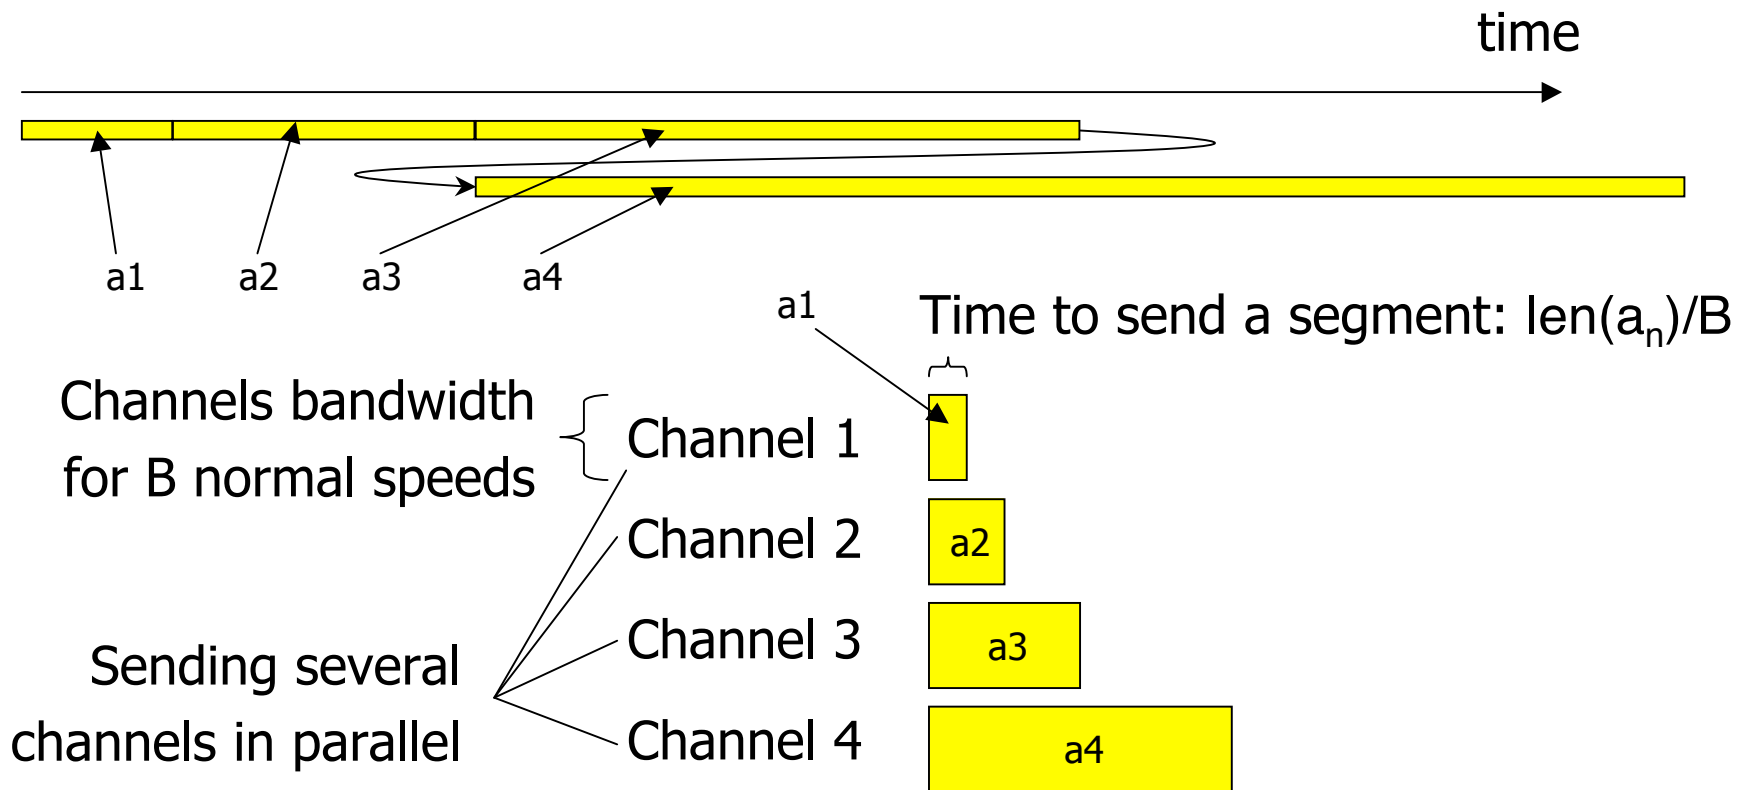 time
a1
a2
a3
a4
a1
Time to send a segment: len(aₙ)/B
Channels bandwidth
for B normal speeds
Channel 1
Channel 2
a2
Channel 3
a3
Sending several
channels in parallel
Channel 4
a4